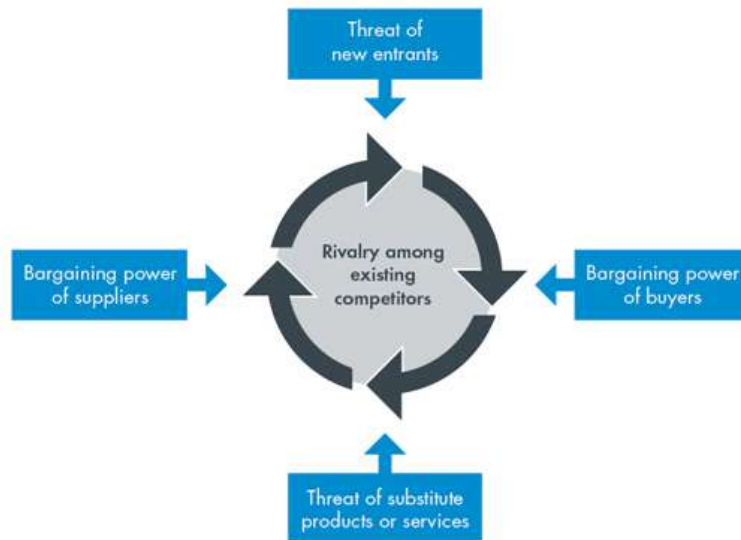 Threat of
new entrants
Bargaining power
of suppliers
Rivalry among
existing
competitors
Bargaining power
of buyers
Threat of substitute
products or services